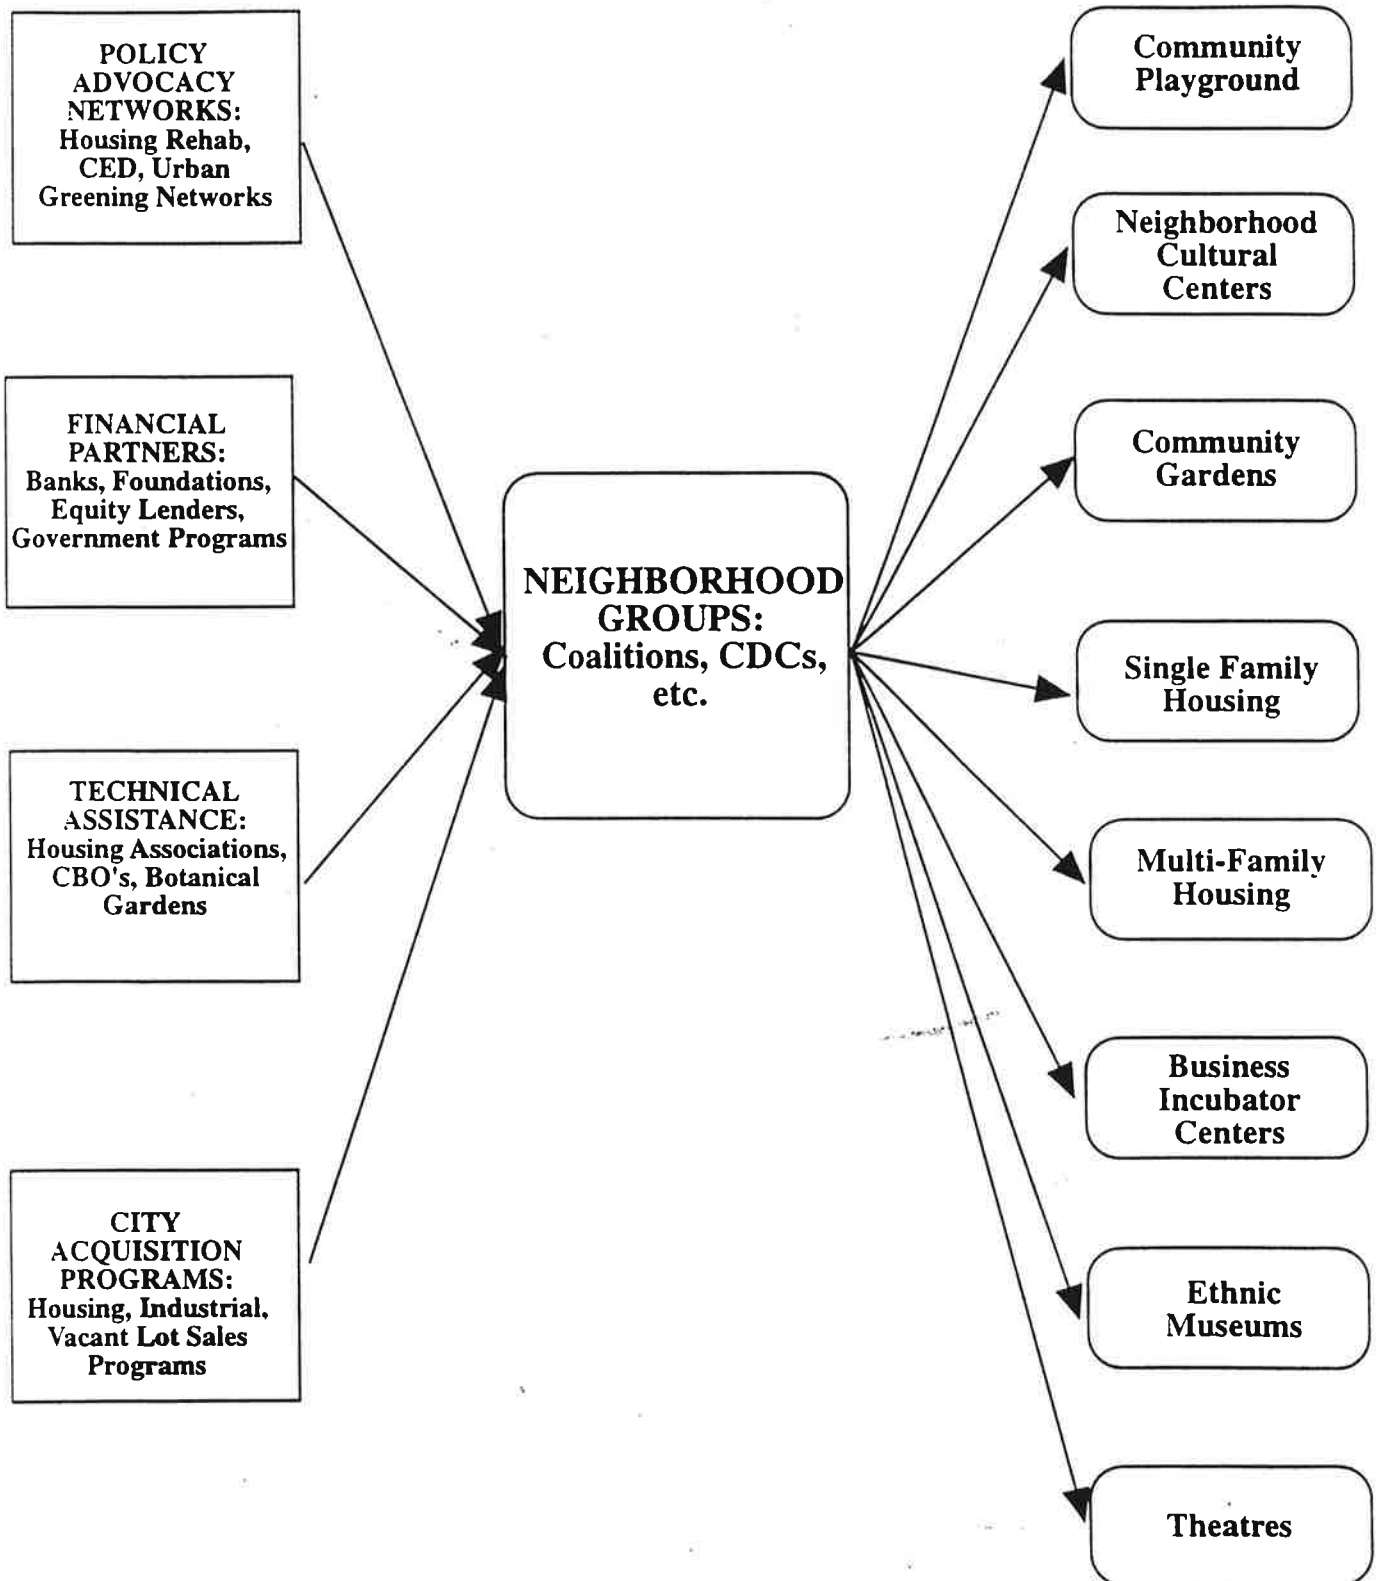 POLICY
ADVOCACY
NETWORKS:
Housing Rehab,
CED, Urban
Greening Networks
FINANCIAL
PARTNERS:
Banks, Foundations,
Equity Lenders,
Government Programs
TECHNICAL
ASSISTANCE:
Housing Associations,
CBO's, Botanical
Gardens
CITY
ACQUISITION
PROGRAMS:
Housing, Industrial,
Vacant Lot Sales
Programs
NEIGHBORHOOD
GROUPS:
Coalitions, CDCs,
etc.
Community
Playground
Neighborhood
Cultural
Centers
Community
Gardens
Single Family
Housing
Multi-Family
Housing
Business
Incubator
Centers
Ethnic
Museums
Theatres